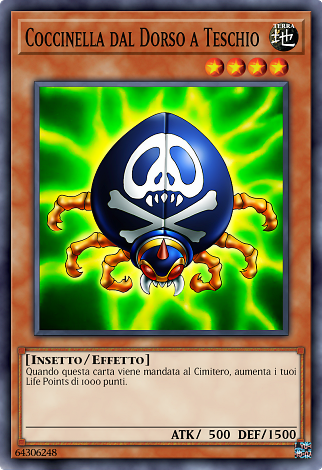 Coccinella dal Dorso a Teschio
TERRA
地
[Insetto/Effetto]
Quando questa carta viene mandata al Cimitero, aumenta i tuoi
Life Points di 1000 punti.
ATK/ 500 DEF/1500
64306248